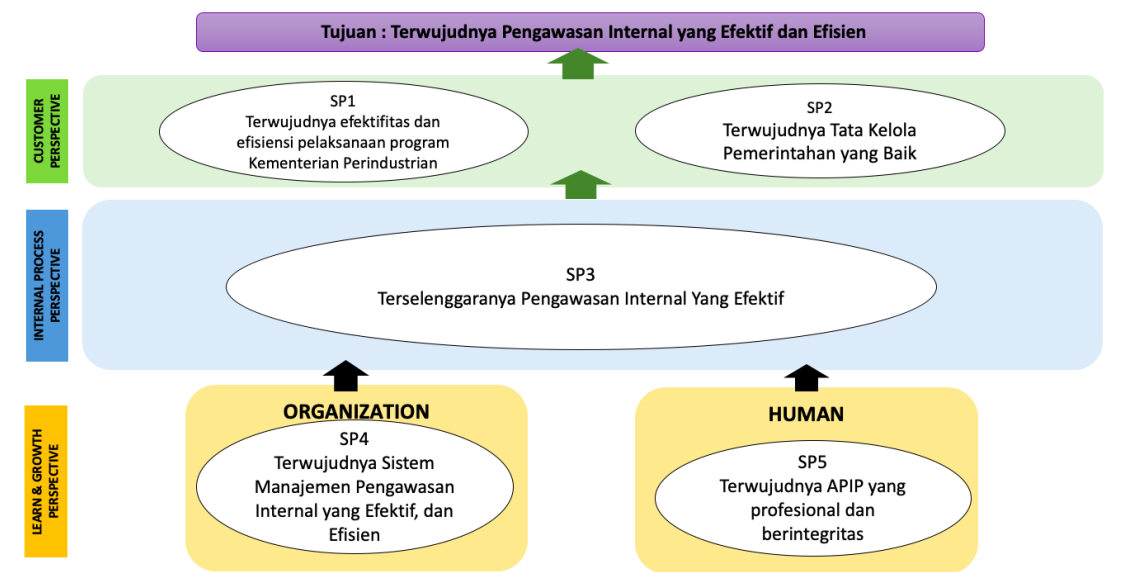 Tujuan : Terwujudnya Pengawasan Internal yang Efektif dan Efisien
CUSTOMER
PERSPECTIVE
SP1
Terwujudnya efektifitas dan
efisiensi pelaksanaan program
Kementerian Perindustrian
SP2
Terwujudnya Tata Kelola
Pemerintahan yang Baik
INTERNAL PROCESS
PERSPECTIVE
SP3
Terselenggaranya Pengawasan Internal Yang Efektif
LEARN & GROWTH
PERSPECTIVE
ORGANIZATION
SP4
Terwujudnya Sistem
Manajemen Pengawasan
Internal yang Efektif, dan
Efisien
HUMAN
SP5
Terwujudnya APIP yang
profesional dan
berintegritas